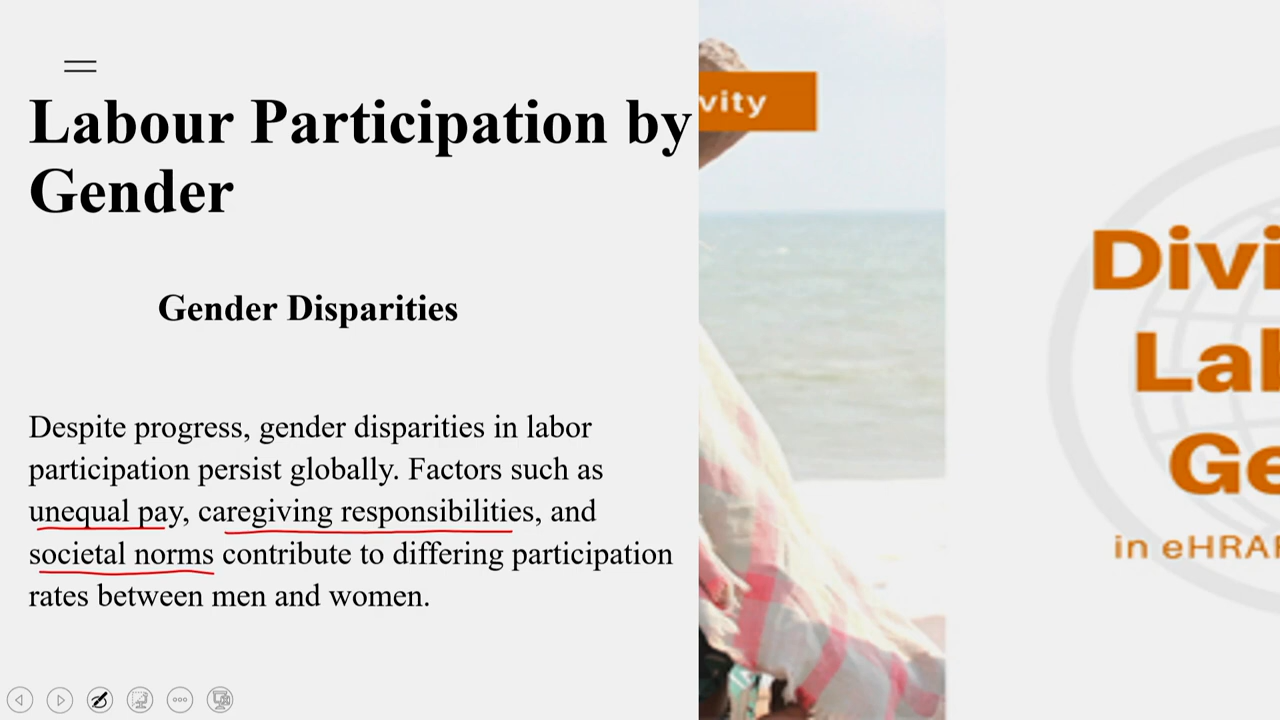 Labour Participation by
Gender
Gender Disparities
Despite progress, gender disparities in labor
participation persist globally. Factors such as
unequal pay, caregiving responsibilities, and
societal norms contribute to differing participation
rates between men and women.
vity
Divi
Lab
Ge
in eHRAF